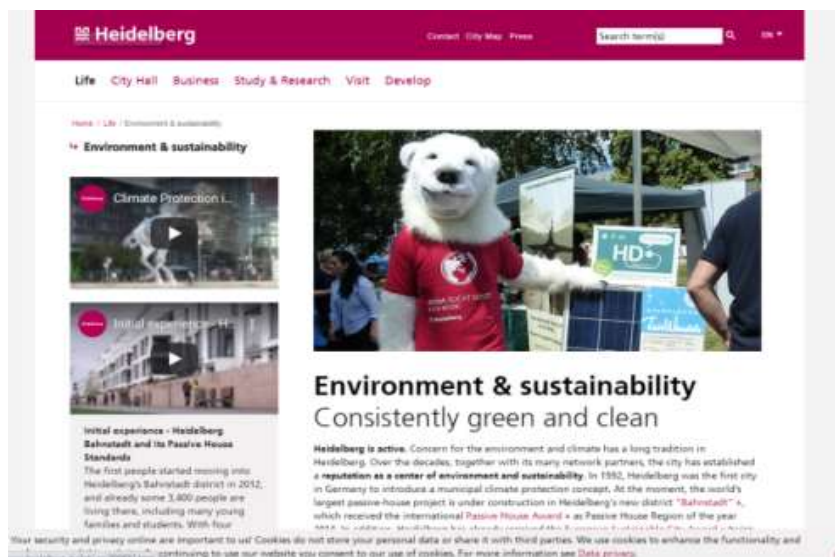 Heidelberg
Contact City Map Press
Search term(s)
EN
Life City Hall Business Study & Research Visit Develop
Home / Life / Environment & sustainability
Environment & sustainability
Climate Protection i...
Initial experience - H...
HD
Environment & sustainability
Consistently green and clean
Initial experience - Heidelberg
Bahnstadt and its Passive House
Standards
The first people started moving into
Heidelberg's Bahnstadt district in 2012,
and already some 3,400 people are
living there, including many young
families and students. With four
Heidelberg is active. Concern for the environment and climate has a long tradition in
Heidelberg. Over the decades, together with its many network partners, the city has established
a reputation as a center of environment and sustainability. In 1992, Heidelberg was the first city
in Germany to introduce a municipal climate protection concept. At the moment, the world's
largest passive-house project is under construction in Heidelberg's new district "Bahnstadt",
which received the international Passive House Award as Passive House Region of the year
Your security and privacy online are important to us! Cookies do not store your personal data or share it with third parties. We use cookies to enhance the functionality and
continuing to use our website you consent to our use of cookies. For more information see Data privacy.